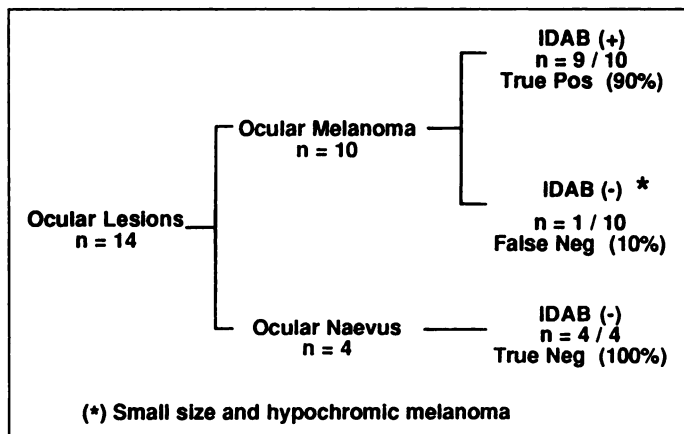 IDAB (+)
n = 9 / 10
True Pos (90%)
Ocular Melanoma
n = 10
IDAB (-) *
n = 1 / 10
False Neg (10%)
Ocular Lesions
n = 14
Ocular Naevus
n = 4
IDAB (-)
n = 4 / 4
True Neg (100%)
(*) Small size and hypochromic melanoma